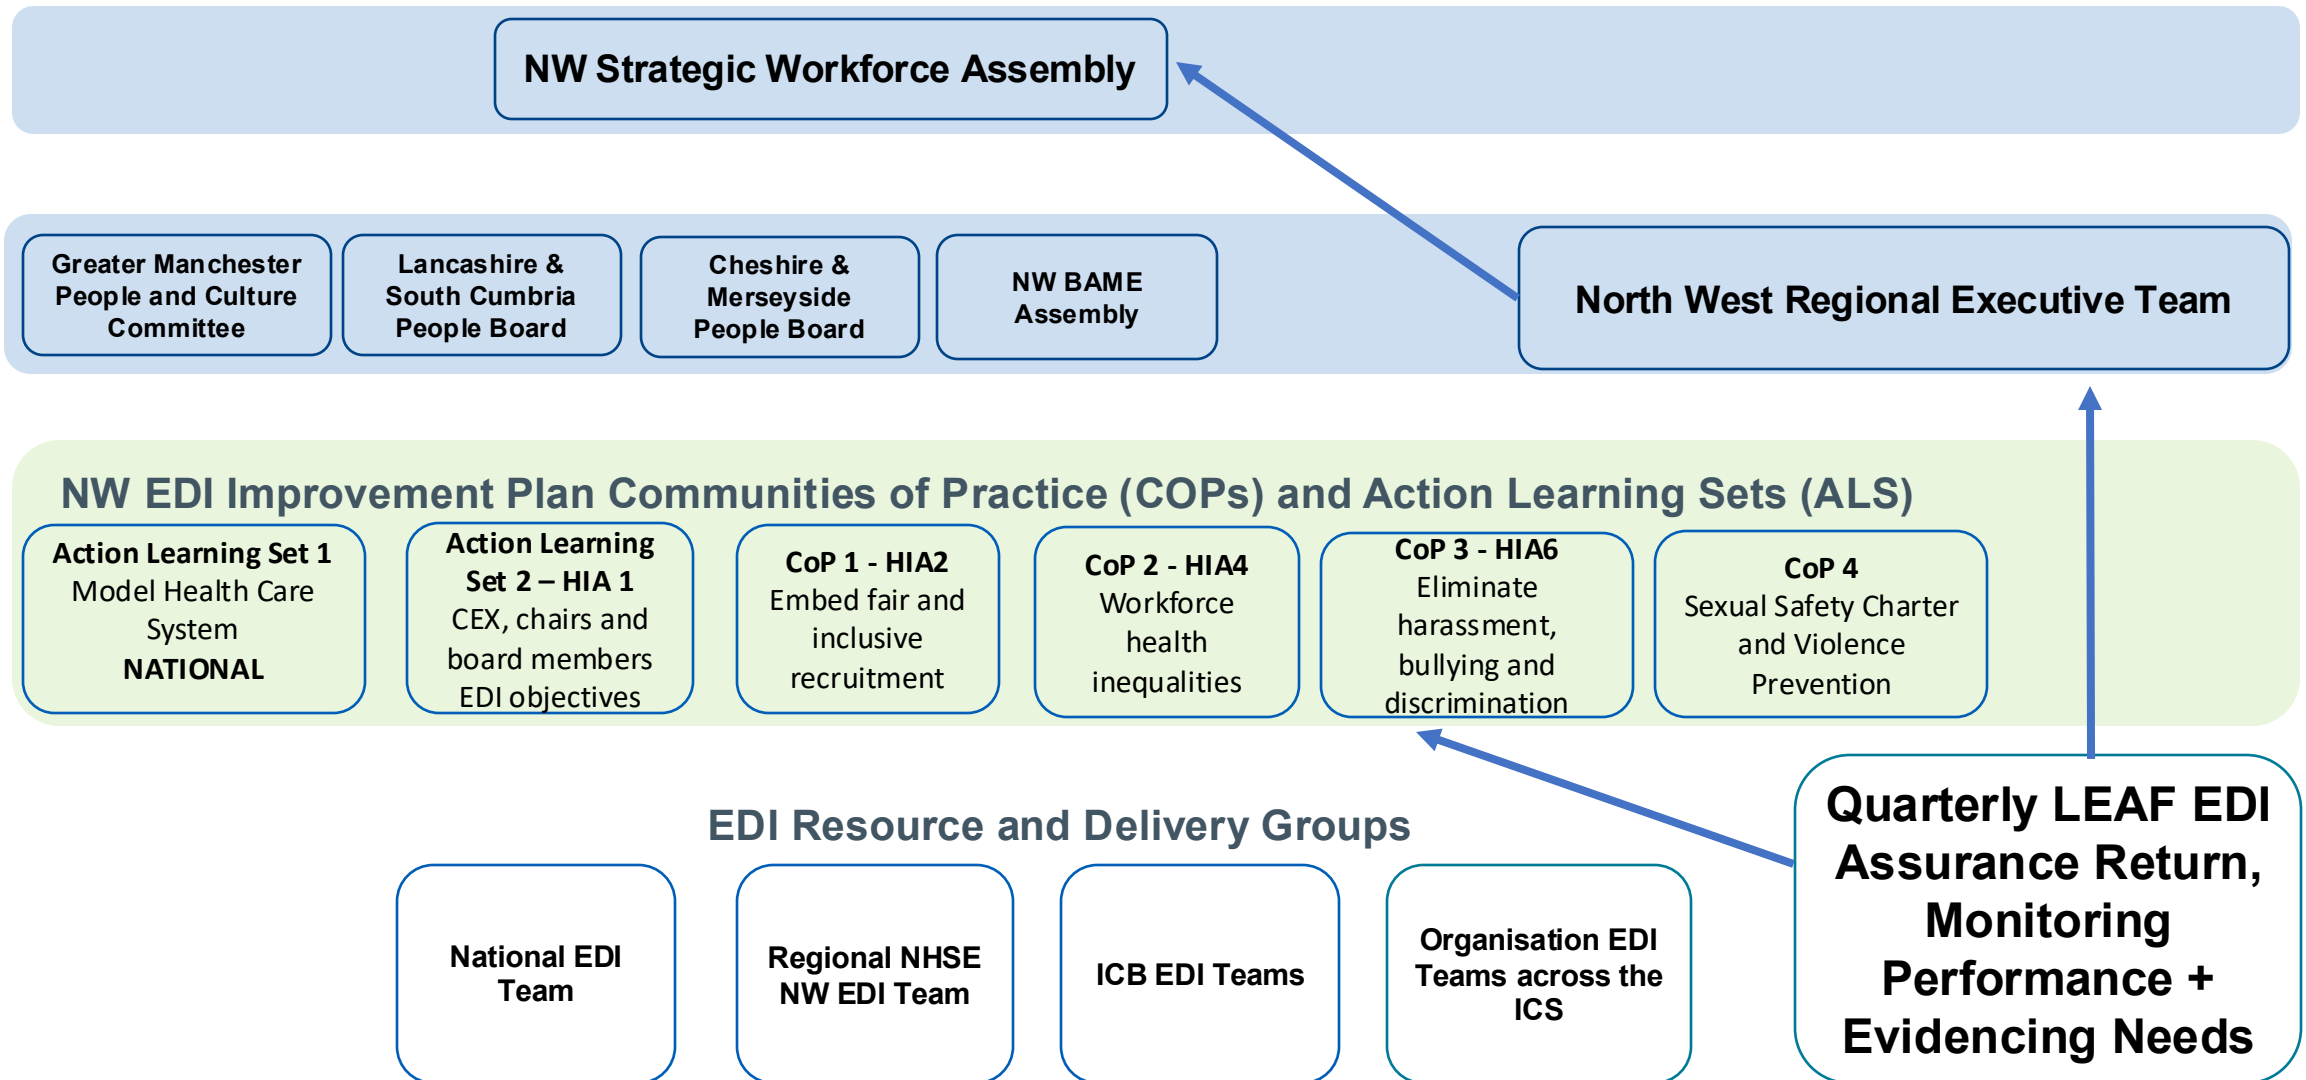 NW Strategic Workforce Assembly
Greater Manchester
People and Culture
Committee
Lancashire &
South Cumbria
People Board
Cheshire &
Merseyside
People Board
NW BAME
Assembly
North West Regional Executive Team
NW EDI Improvement Plan Communities of Practice (COPs) and Action Learning Sets (ALS)
Action Learning Set 1
Model Health Care
System
NATIONAL
Action Learning
Set 2 – HIA 1
CEX, chairs and
board members
EDI objectives
CoP 1 - HIA2
Embed fair and
inclusive
recruitment
CoP 2 - HIA4
Workforce
health
inequalities
CoP 3 - HIA6
Eliminate
harassment,
bullying and
discrimination
CoP 4
Sexual Safety Charter
and Violence
Prevention
EDI Resource and Delivery Groups
National EDI
Team
Regional NHSE
NW EDI Team
ICB EDI Teams
Organisation EDI
Teams across the
ICS
Quarterly LEAF EDI
Assurance Return,
Monitoring
Performance +
Evidencing Needs